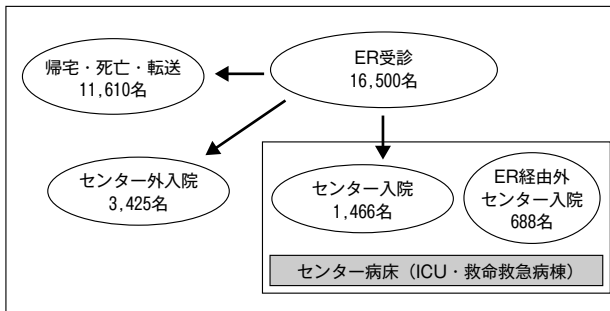 ER受診
16,500名
帰宅・死亡・転送
11,610名
センター外入院
3,425名
センター入院
1,466名
ER経由外
センター入院
688名
センター病床（ICU・救命救急病棟）